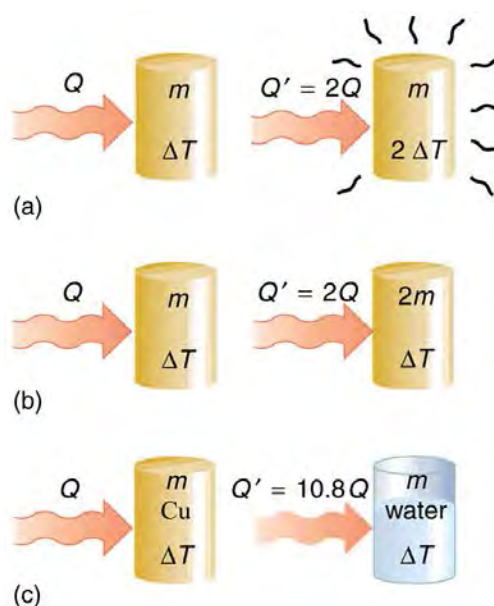 Q
m
ΔT
Q′ = 2Q
m
2 ΔT
(a)
Q
m
ΔT
Q′ = 2Q
2m
ΔT
(b)
Q
m
Cu
ΔT
Q′ = 10.8Q
m
water
ΔT
(c)